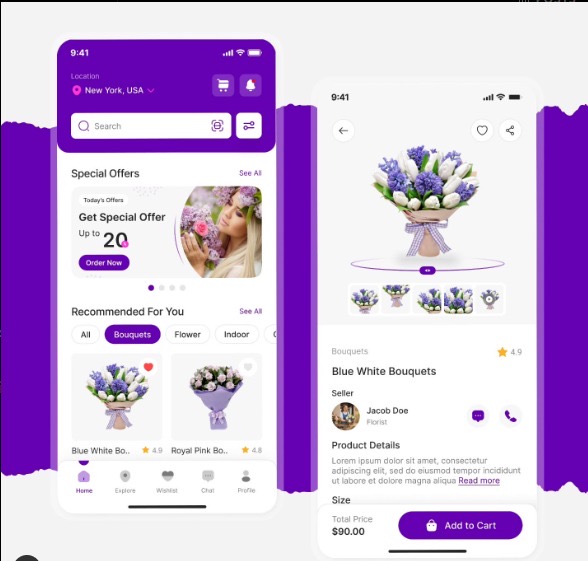 9:41
Location
New York, USA
Search
Special Offers
See All
Today's Offers
Get Special Offer
Up to 20
Order Now
Recommended For You
See All
All
Bouquets
Flower
Indoor
Blue White Bo..
4.9
Royal Pink Bo..
4.8
Home
Explore
Wishlist
Chat
Profile
9:41
Bouquets
4.9
Blue White Bouquets
Seller
Jacob Doe
Florist
Product Details
Lorem ipsum dolor sit amet, consectetur
adipiscing elit, sed do eiusmod tempor incididunt
ut labore et dolore magna aliqua Read more
Size
Total Price
$90.00
Add to Cart